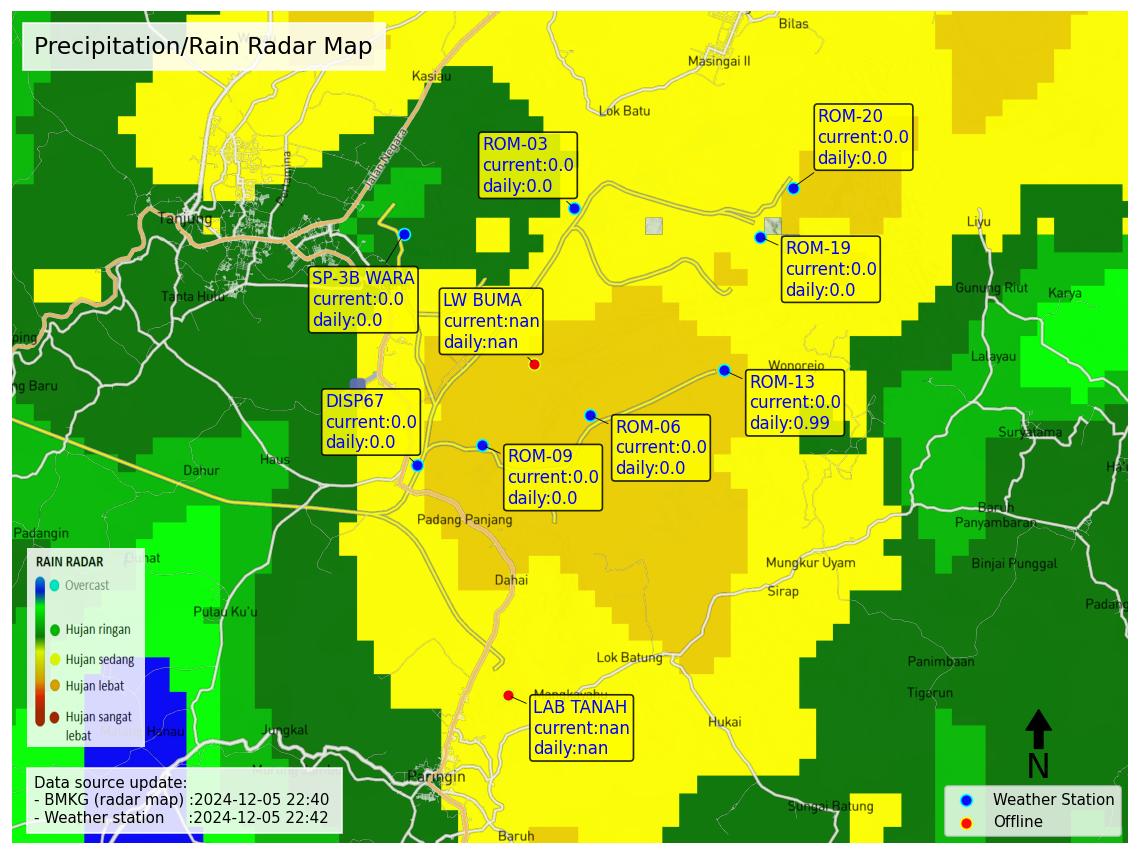 Precipitation/Rain Radar Map
Bilas
Masingai II
Kasiau
Lok Batu
ROM-20
current:0.0
daily:0.0
ROM-03
current:0.0
daily:0.0
Jalan Negara
Tanjung
Liyu
ROM-19
current:0.0
daily:0.0
SP-3B WARA
current:0.0
daily:0.0
Tanta Hulu
LW BUMA
current:nan
daily:nan
Gunung Riut
Karya
ping
Lalayau
Wonorejo
ng Baru
ROM-13
current:0.0
daily:0.99
DISP67
current:0.0
daily:0.0
ROM-06
current:0.0
daily:0.0
Suryatama
ROM-09
current:0.0
daily:0.0
Haus
Dahur
Baruh
Panyambaran
Padang Panjang
Padangin
Binjai Punggal
Mungkur Uyam
Dahai
Sirap
RAIN RADAR
Overcast
Hujan ringan
Hujan sedang
Hujan lebat
Hujan sangat
lebat
Pulau Ku'u
Padang
Lok Batung
Panimbaan
Tigarun
LAB TANAH
current:nan
daily:nan
Hukai
Jungkal
N
Paringin
Data source update:
- BMKG (radar map) :2024-12-05 22:40
- Weather station :2024-12-05 22:42
Sungai Batung
Baruh
Weather Station
Offline